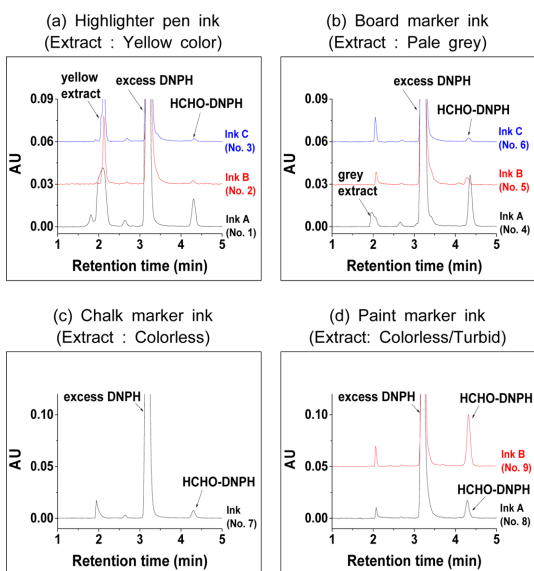 (a) Highlighter pen ink
(Extract : Yellow color)
yellow
extract
excess DNPH
HCHO-DNPH
0.09
0.06
0.03
0.00
AU
Ink C
(No. 3)
Ink B
(No. 2)
Ink A
(No. 1)
1 2 3 4 5
Retention time (min)
(b) Board marker ink
(Extract : Pale grey)
excess DNPH
HCHO-DNPH
grey
extract
0.09
0.06
0.03
0.00
AU
Ink C
(No. 6)
Ink B
(No. 5)
Ink A
(No. 4)
1 2 3 4 5
Retention time (min)
(c) Chalk marker ink
(Extract : Colorless)
excess DNPH
HCHO-DNPH
0.10
0.05
0.00
AU
Ink
(No. 7)
1 2 3 4 5
Retention time (min)
(d) Paint marker ink
(Extract: Colorless/Turbid)
excess DNPH
HCHO-DNPH
0.10
0.05
0.00
AU
Ink B
(No. 9)
HCHO-DNPH
Ink A
(No. 8)
1 2 3 4 5
Retention time (min)